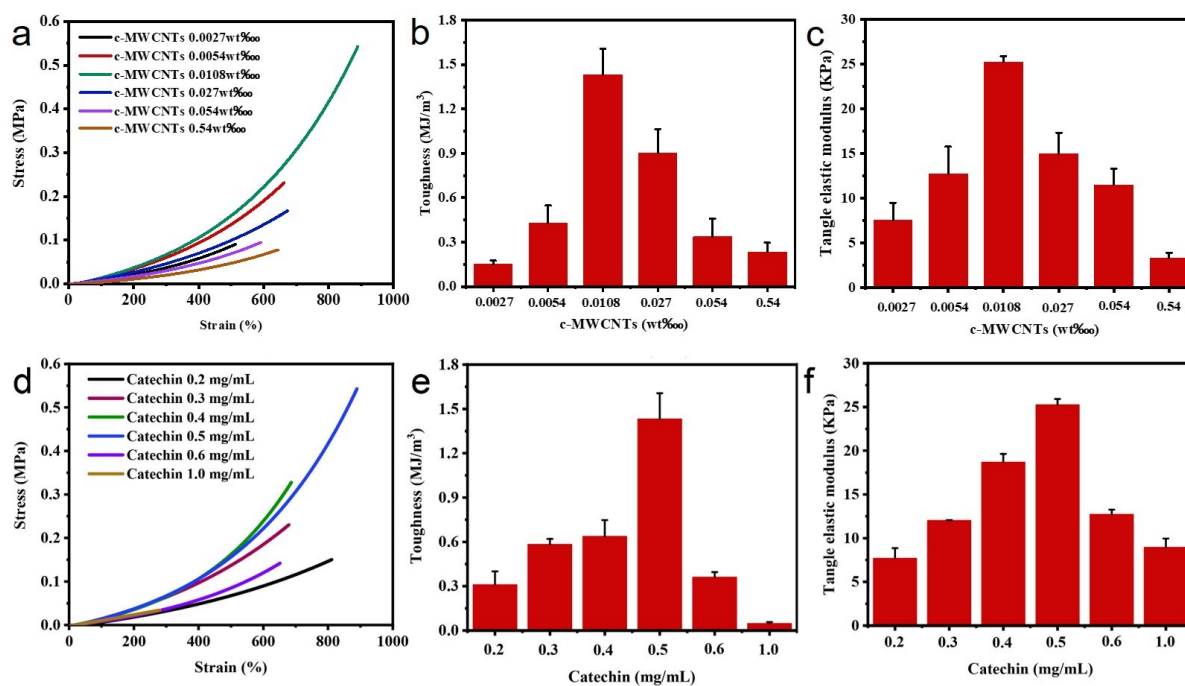 a
c-MWCNTs 0.0027wt‱
c-MWCNTs 0.0054wt‱
c-MWCNTs 0.0108wt‱
c-MWCNTs 0.027wt‱
c-MWCNTs 0.054wt‱
c-MWCNTs 0.54wt‱
Stress (MPa)
0.6
0.5
0.4
0.3
0.2
0.1
0.0
0 200 400 600 800 1000
Strain (%)
b
Toughness (MJ/m³)
1.8
1.5
1.2
0.9
0.6
0.3
0.0
0.0027 0.0054 0.0108 0.027 0.054 0.54
c-MWCNTs (wt‱)
c
Tangle elastic modulus (KPa)
30
25
20
15
10
5
0
0.0027 0.0054 0.0108 0.027 0.054 0.54
c-MWCNTs (wt‱)
d
Catechin 0.2 mg/mL
Catechin 0.3 mg/mL
Catechin 0.4 mg/mL
Catechin 0.5 mg/mL
Catechin 0.6 mg/mL
Catechin 1.0 mg/mL
Stress (MPa)
0.6
0.5
0.4
0.3
0.2
0.1
0.0
0 200 400 600 800 1000
Strain (%)
e
Toughness (MJ/m³)
1.8
1.5
1.2
0.9
0.6
0.3
0.0
0.2 0.3 0.4 0.5 0.6 1.0
Catechin (mg/mL)
f
Tangle elastic modulus (KPa)
30
25
20
15
10
5
0
0.2 0.3 0.4 0.5 0.6 1.0
Catechin (mg/mL)